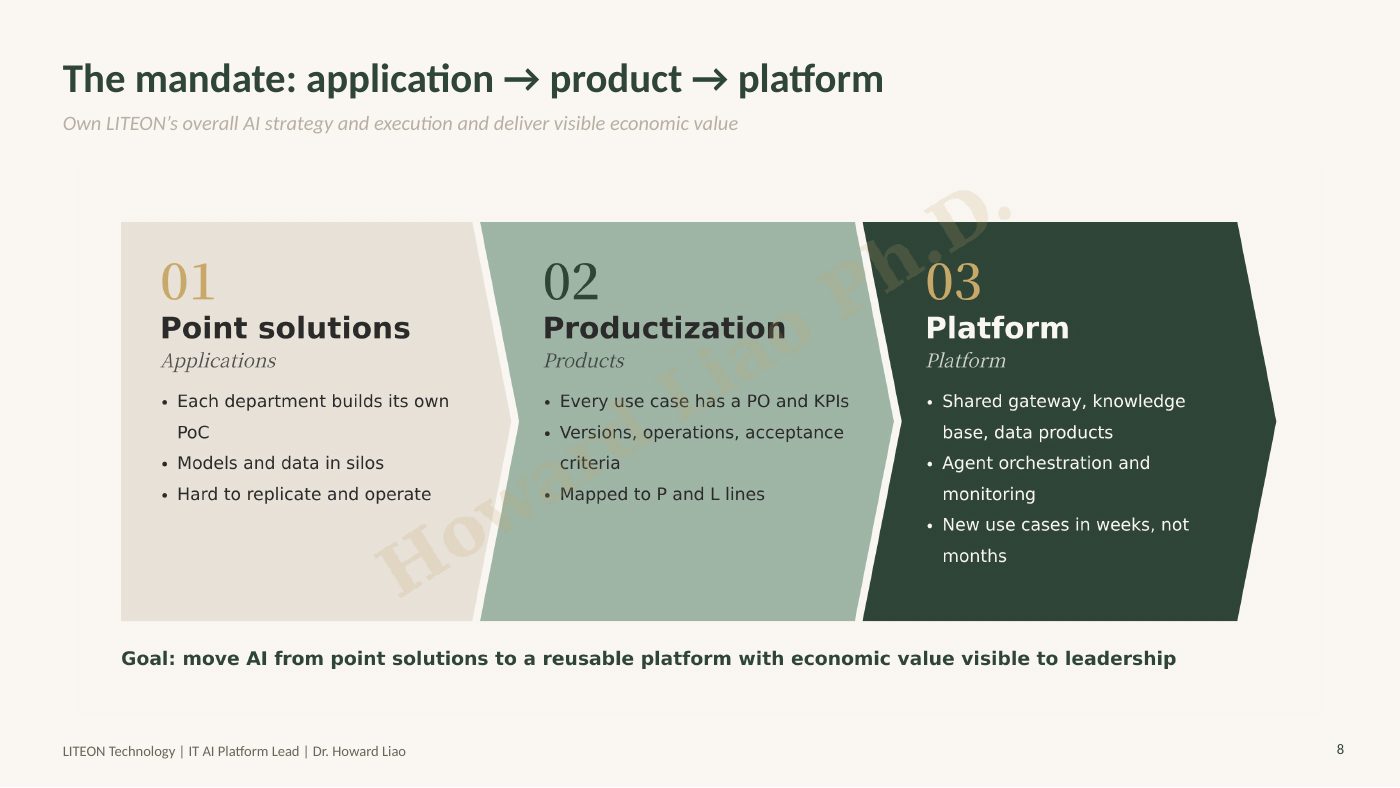 The mandate: application → product → platform
Own LITEON’s overall AI strategy and execution and deliver visible economic value
01
Point solutions
Applications
• Each department builds its own
PoC
• Models and data in silos
• Hard to replicate and operate
02
Productization
Products
• Every use case has a PO and KPIs
• Versions, operations, acceptance
criteria
• Mapped to P and L lines
03
Platform
Platform
• Shared gateway, knowledge
base, data products
• Agent orchestration and
monitoring
• New use cases in weeks, not
months
Howard Liao Ph.D.
Goal: move AI from point solutions to a reusable platform with economic value visible to leadership
LITEON Technology | IT AI Platform Lead | Dr. Howard Liao
8